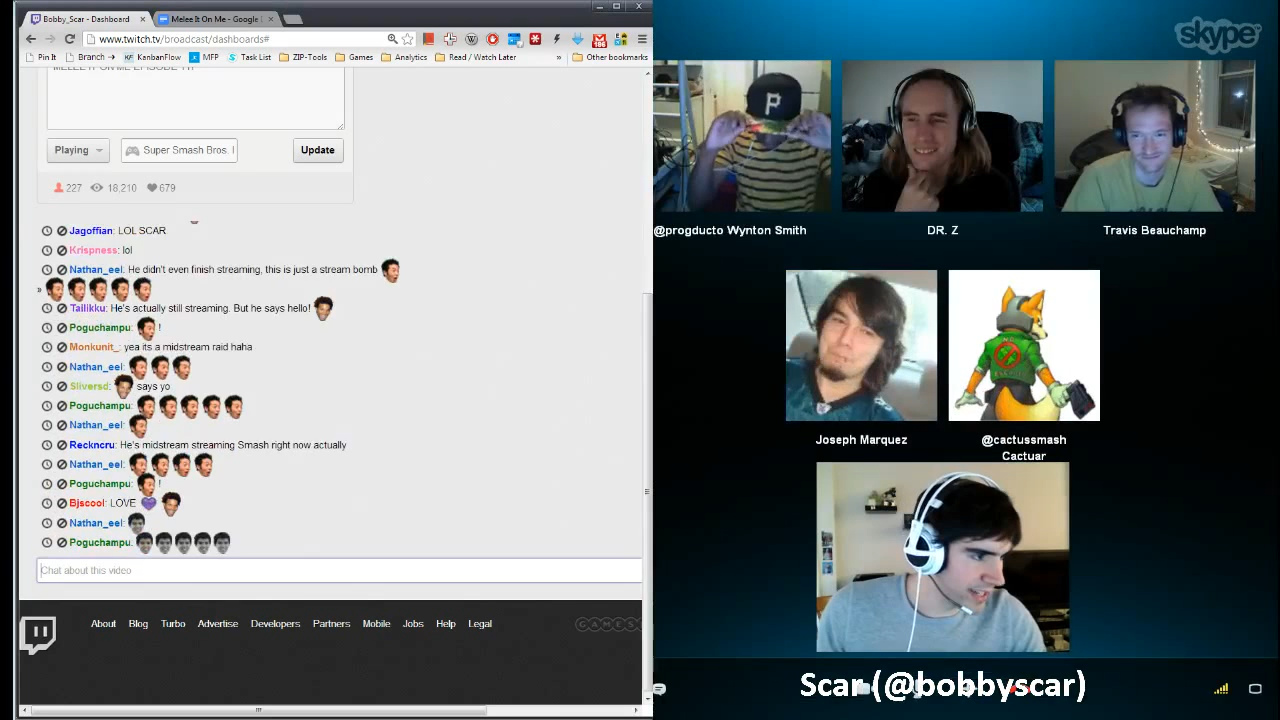 Bobby_Scar - Dashboard
Melee It On Me - Google
www.twitch.tv/broadcast/dashboards#
186
Pin It
Branch →
KanbanFlow
MFP
Task List
ZIP-Tools
Games
Analytics
Read / Watch Later
»
Other bookmarks
Playing
Super Smash Bros.
Update
227
18,210
679
Jagoffian: LOL SCAR
Krispness: lol
Nathan_eel: He didn't even finish streaming, this is just a stream bomb
»
Tailikku: He's actually still streaming. But he says hello!
Poguchampu: !
Monkunit_: yea its a midstream raid haha
Nathan_eel:
Sliversd: says yo
Poguchampu:
Nathan_eel:
Reckncru: He's midstream streaming Smash right now actually
Nathan_eel:
Poguchampu: !
Bjscool: LOVE
Nathan_eel:
Poguchampu:
Chat about this video
About Blog Turbo Advertise Developers Partners Mobile Jobs Help Legal
GAMES
skype
P
@progducto Wynton Smith
DR. Z
Travis Beauchamp
Joseph Marquez
@cactussmash
Cactuar
Scar (@bobbyscar)